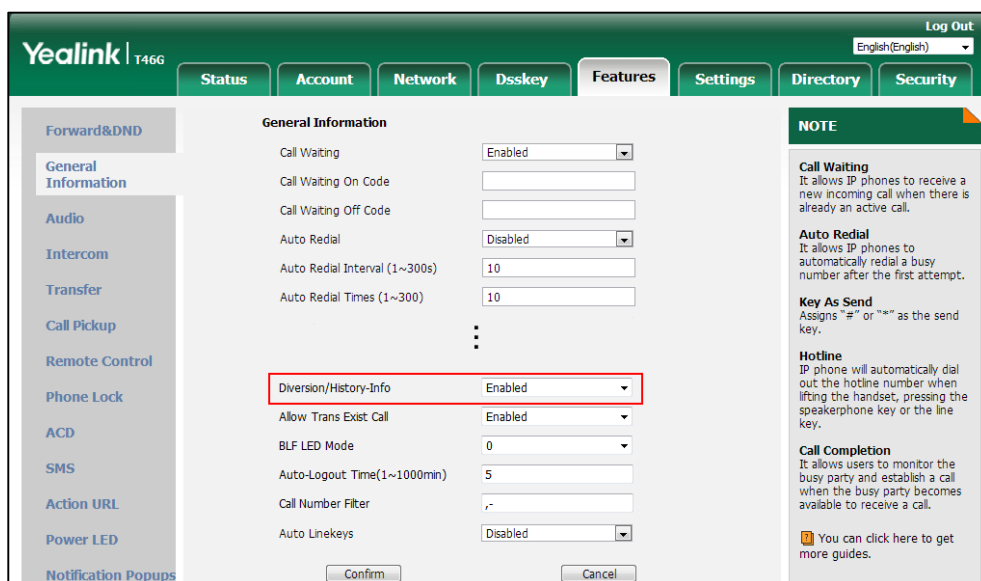 Log Out
Yealink | T46G
English(English)
Status Account Network Dsskey Features Settings Directory Security
Forward&DND
General
Information
Audio
Intercom
Transfer
Call Pickup
Remote Control
Phone Lock
ACD
SMS
Action URL
Power LED
Notification Popups
General Information
Call Waiting Enabled
Call Waiting On Code
Call Waiting Off Code
Auto Redial Disabled
Auto Redial Interval (1~300s) 10
Auto Redial Times (1~300) 10
Diversion/History-Info Enabled
Allow Trans Exist Call Enabled
BLF LED Mode 0
Auto-Logout Time(1~1000min) 5
Call Number Filter ,-
Auto Linekeys Disabled
Confirm Cancel
NOTE
Call Waiting
It allows IP phones to receive a
new incoming call when there is
already an active call.
Auto Redial
It allows IP phones to
automatically redial a busy
number after the first attempt.
Key As Send
Assigns "#" or "*" as the send
key.
Hotline
IP phone will automatically dial
out the hotline number when
lifting the handset, pressing the
speakerphone key or the line
key.
Call Completion
It allows users to monitor the
busy party and establish a call
when the busy party becomes
available to receive a call.
? You can click here to get
more guides.